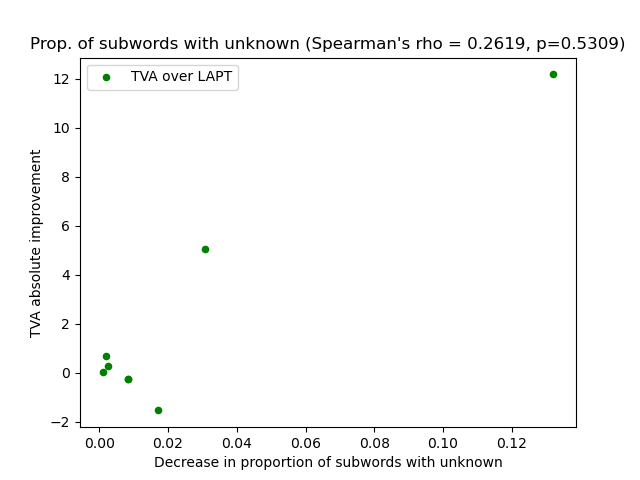 Prop. of subwords with unknown (Spearman's rho = 0.2619, p=0.5309)
TVA over LAPT
TVA absolute improvement
12
10
8
6
4
2
0
−2
0.00 0.02 0.04 0.06 0.08 0.10 0.12
Decrease in proportion of subwords with unknown